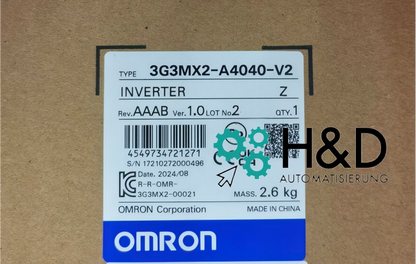 TYPE 3G3MX2-A4040-V2
INVERTER Z
Rev.AAAB Ver.1.0 LOT No.2 QTY.1
4549734721271
S/N 17210272000496
Date. 2024/08
R-R-OMR-
3G3MX2-00021
MASS. 2.6 kg
OMRON Corporation MADE IN CHINA
OMRON
H&D
AUTOMATISIERUNG